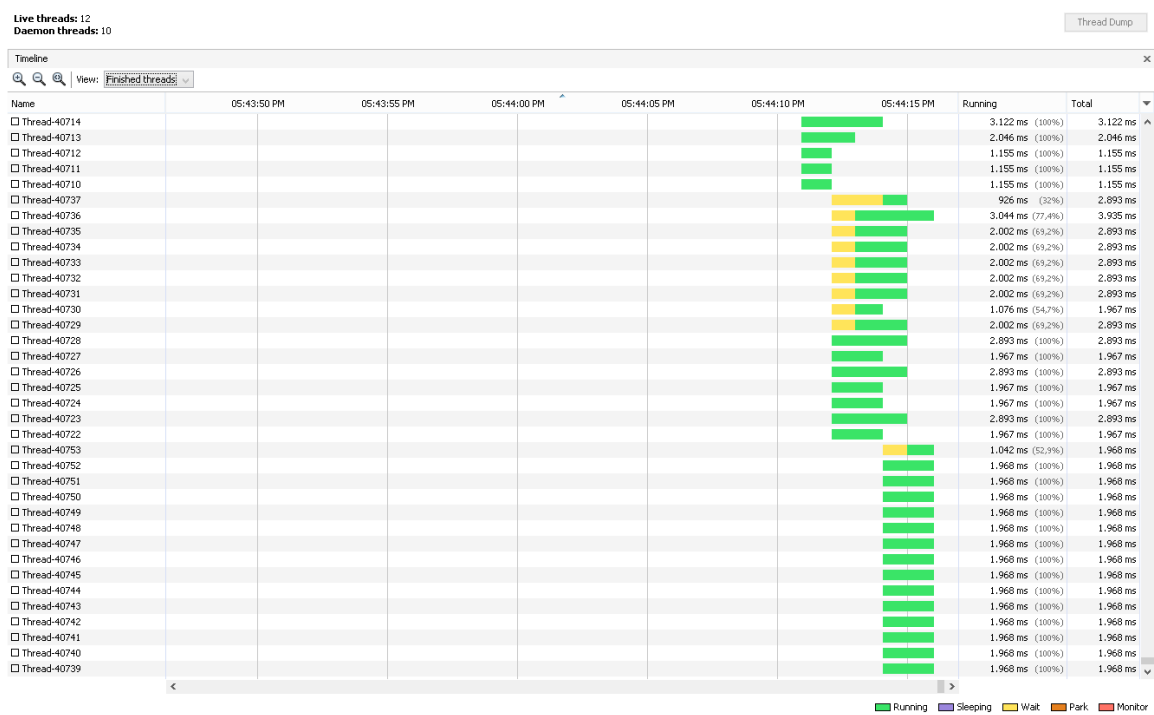 Live threads: 12
Daemon threads: 10
Thread Dump
Timeline
View: Finished threads
Name 05:43:50 PM 05:43:55 PM 05:44:00 PM 05:44:05 PM 05:44:10 PM 05:44:15 PM Running Total
Thread-40714 3.122 ms (100%) 3.122 ms
Thread-40713 2.046 ms (100%) 2.046 ms
Thread-40712 1.155 ms (100%) 1.155 ms
Thread-40711 1.155 ms (100%) 1.155 ms
Thread-40710 1.155 ms (100%) 1.155 ms
Thread-40737 926 ms (32%) 2.893 ms
Thread-40736 3.044 ms (77,4%) 3.935 ms
Thread-40735 2.002 ms (69,2%) 2.893 ms
Thread-40734 2.002 ms (69,2%) 2.893 ms
Thread-40733 2.002 ms (69,2%) 2.893 ms
Thread-40732 2.002 ms (69,2%) 2.893 ms
Thread-40731 2.002 ms (69,2%) 2.893 ms
Thread-40730 1.076 ms (54,7%) 1.967 ms
Thread-40729 2.002 ms (69,2%) 2.893 ms
Thread-40728 2.893 ms (100%) 2.893 ms
Thread-40727 1.967 ms (100%) 1.967 ms
Thread-40726 2.893 ms (100%) 2.893 ms
Thread-40725 1.967 ms (100%) 1.967 ms
Thread-40724 1.967 ms (100%) 1.967 ms
Thread-40723 2.893 ms (100%) 2.893 ms
Thread-40722 1.967 ms (100%) 1.967 ms
Thread-40753 1.042 ms (52,9%) 1.968 ms
Thread-40752 1.968 ms (100%) 1.968 ms
Thread-40751 1.968 ms (100%) 1.968 ms
Thread-40750 1.968 ms (100%) 1.968 ms
Thread-40749 1.968 ms (100%) 1.968 ms
Thread-40748 1.968 ms (100%) 1.968 ms
Thread-40747 1.968 ms (100%) 1.968 ms
Thread-40746 1.968 ms (100%) 1.968 ms
Thread-40745 1.968 ms (100%) 1.968 ms
Thread-40744 1.968 ms (100%) 1.968 ms
Thread-40743 1.968 ms (100%) 1.968 ms
Thread-40742 1.968 ms (100%) 1.968 ms
Thread-40741 1.968 ms (100%) 1.968 ms
Thread-40740 1.968 ms (100%) 1.968 ms
Thread-40739 1.968 ms (100%) 1.968 ms
Running Sleeping Wait Park Monitor